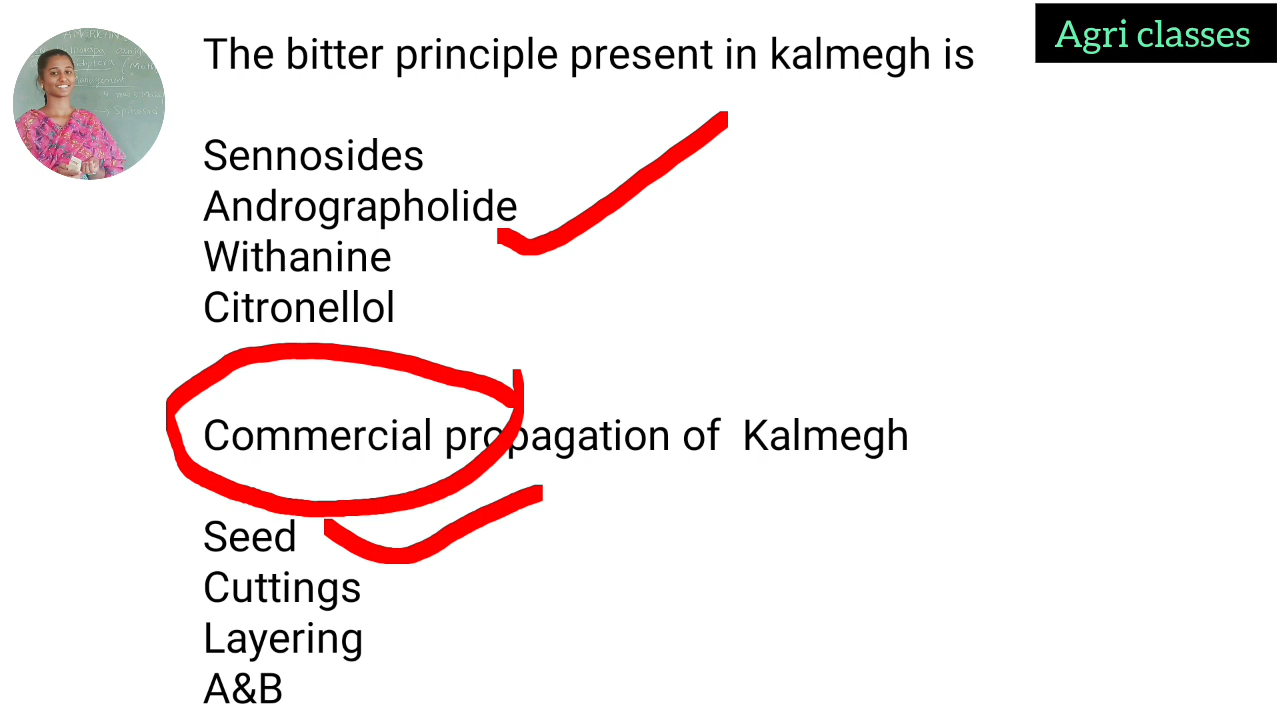 Agri classes
The bitter principle present in kalmegh is
Sennosides
Andrographolide
Withanine
Citronellol
Commercial propagation of Kalmegh
Seed
Cuttings
Layering
A&B